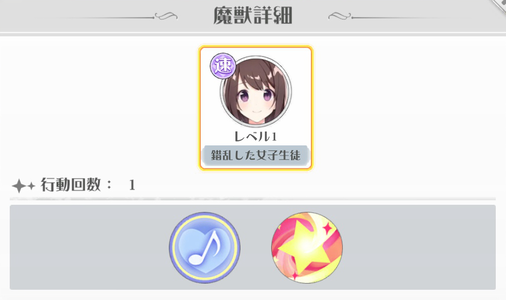 魔獣詳細
速
レベル1
錯乱した女子生徒
行動回数： 1